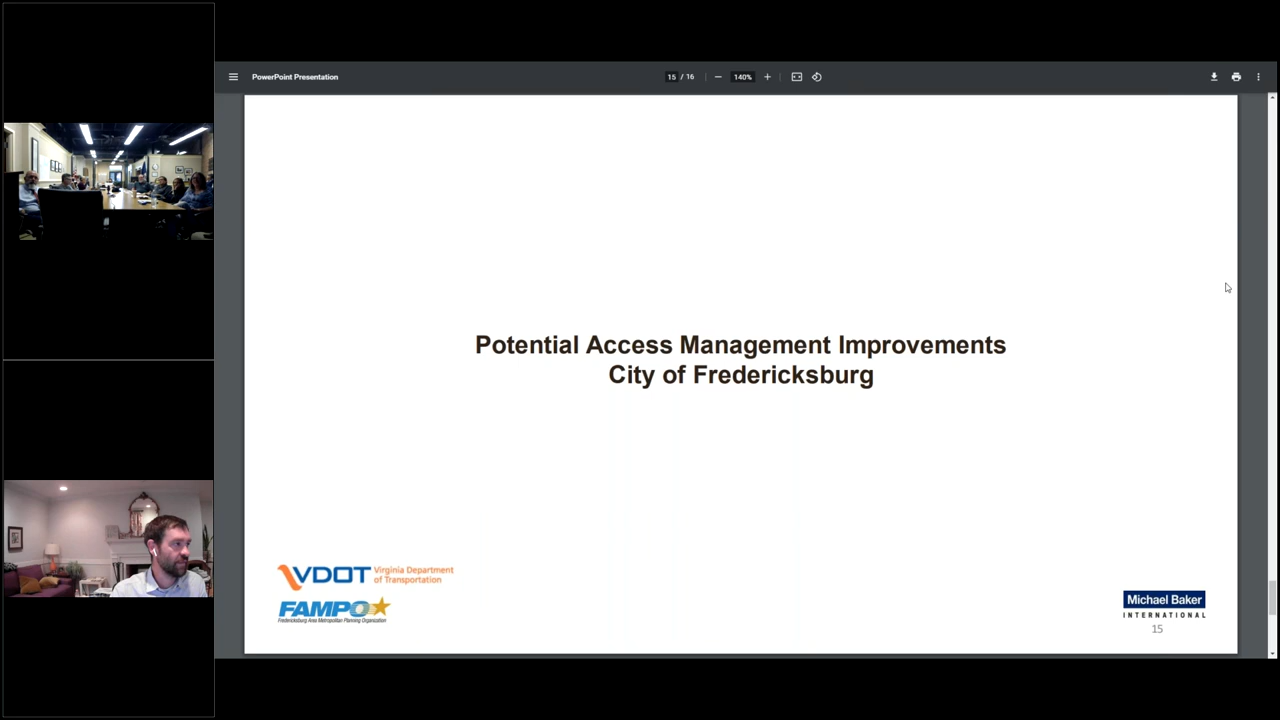 PowerPoint Presentation
15 / 16
140%
Potential Access Management Improvements
City of Fredericksburg
VDOT Virginia Department
of Transportation
FAMPO
Fredericksburg Area Metropolitan Planning Organization
Michael Baker
INTERNATIONAL
15